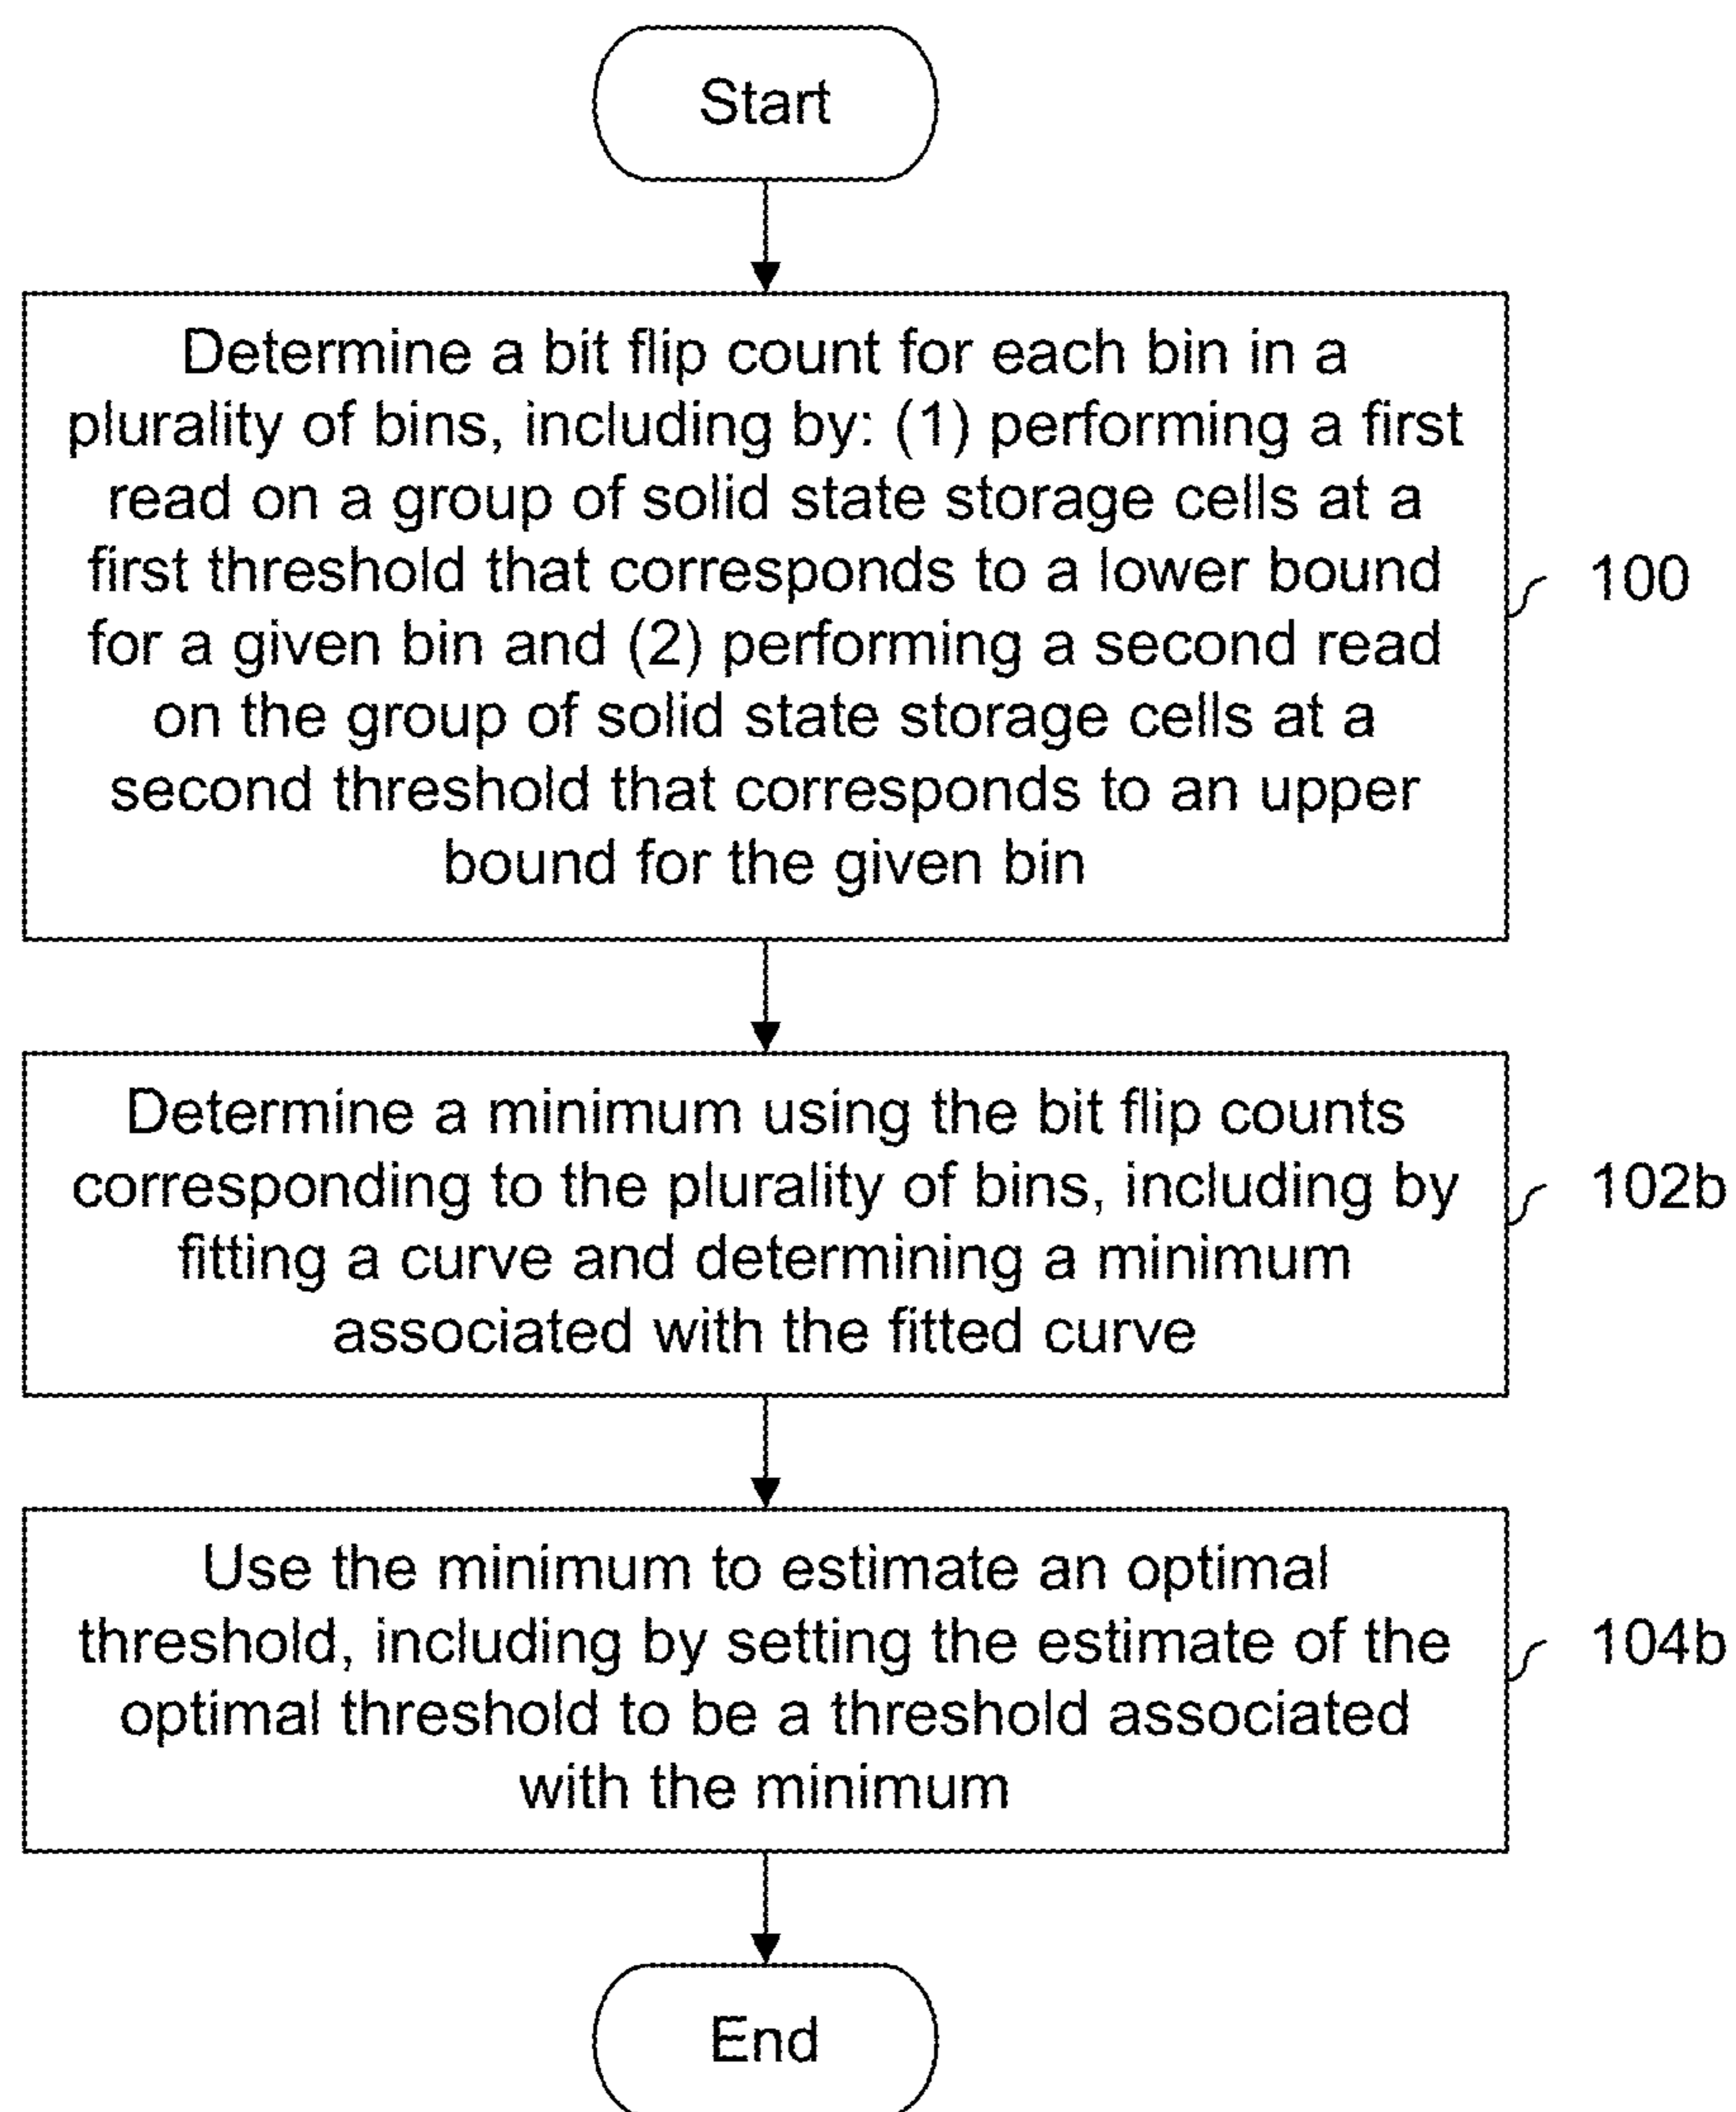 Start
Determine a bit flip count for each bin in a
plurality of bins, including by: (1) performing a first
read on a group of solid state storage cells at a
first threshold that corresponds to a lower bound
for a given bin and (2) performing a second read
on the group of solid state storage cells at a
second threshold that corresponds to an upper
bound for the given bin
100
Determine a minimum using the bit flip counts
corresponding to the plurality of bins, including by
fitting a curve and determining a minimum
associated with the fitted curve
102b
Use the minimum to estimate an optimal
threshold, including by setting the estimate of the
optimal threshold to be a threshold associated
with the minimum
104b
End